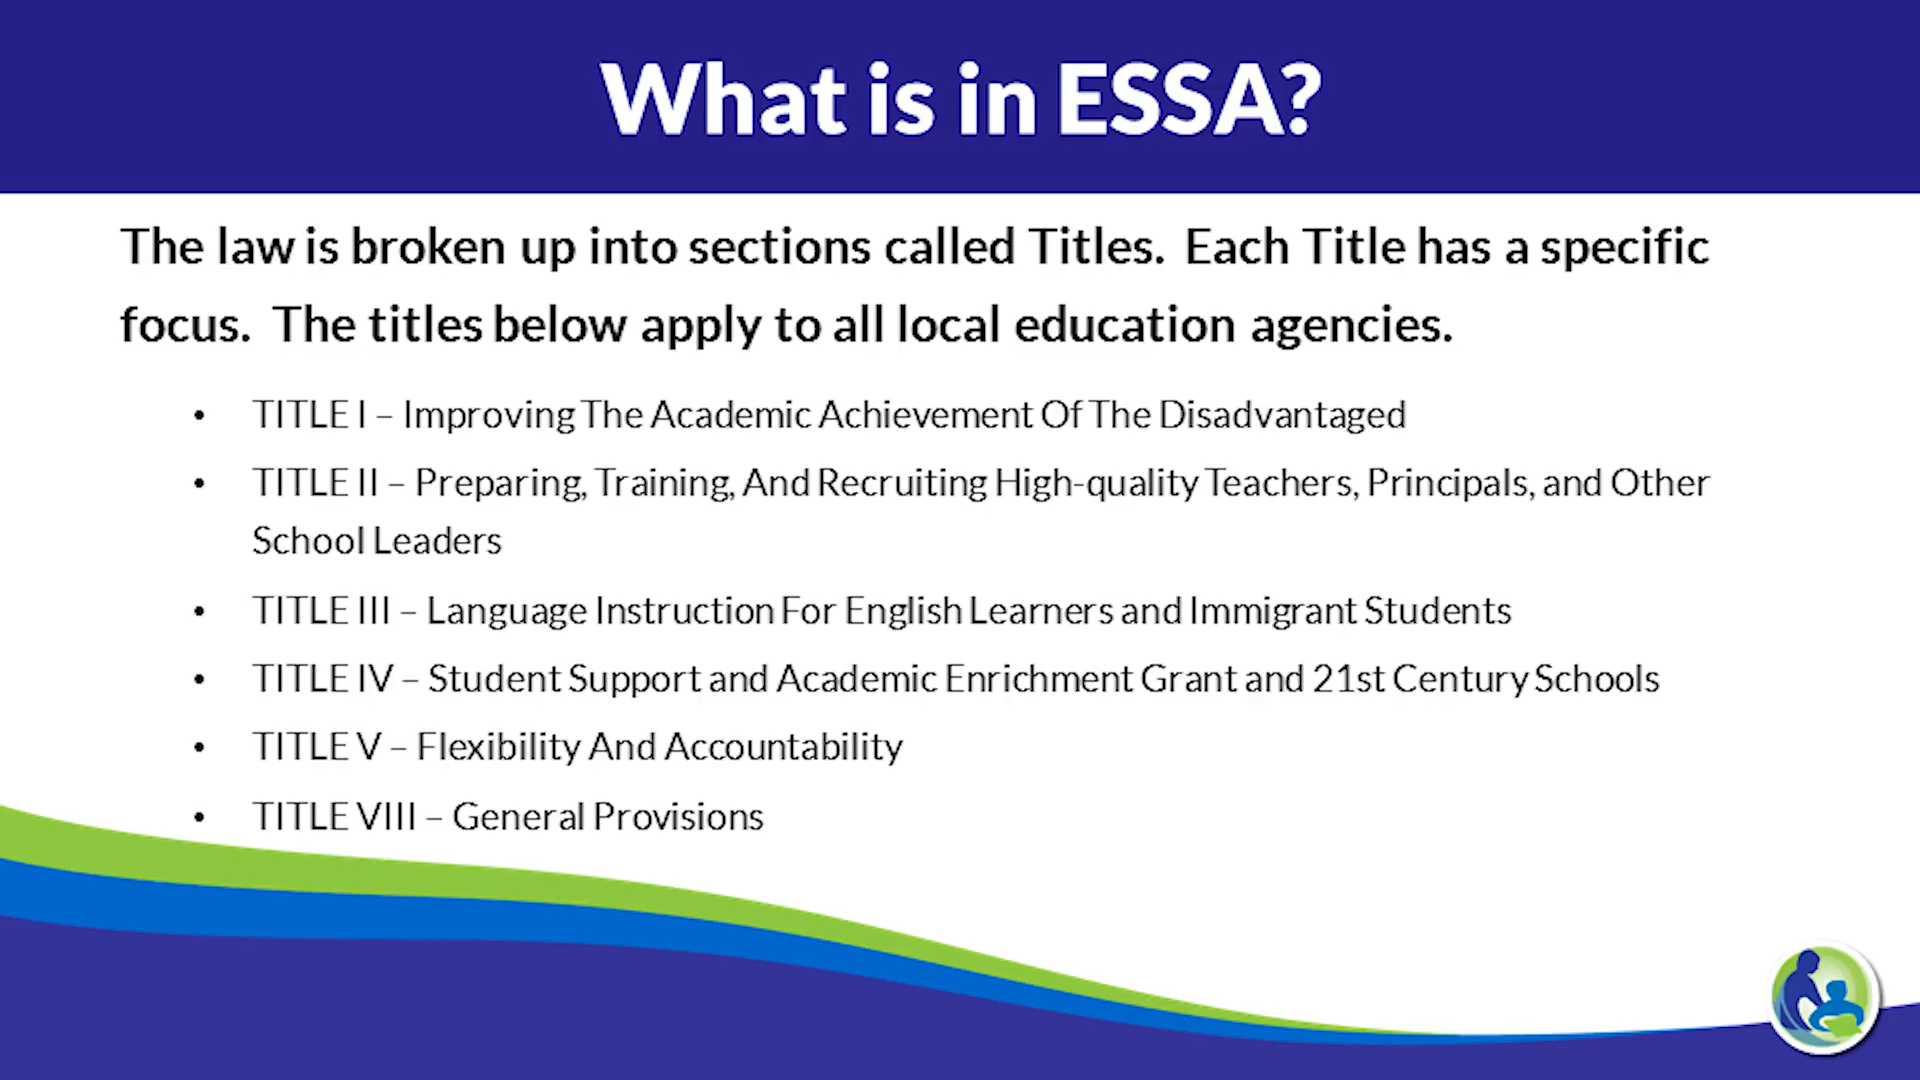 What is in ESSA?
The law is broken up into sections called Titles.  Each Title has a specific
focus.  The titles below apply to all local education agencies.
• TITLE I – Improving The Academic Achievement Of The Disadvantaged
• TITLE II – Preparing, Training, And Recruiting High-quality Teachers, Principals, and Other
School Leaders
• TITLE III – Language Instruction For English Learners and Immigrant Students
• TITLE IV – Student Support and Academic Enrichment Grant and 21st Century Schools
• TITLE V – Flexibility And Accountability
• TITLE VIII – General Provisions